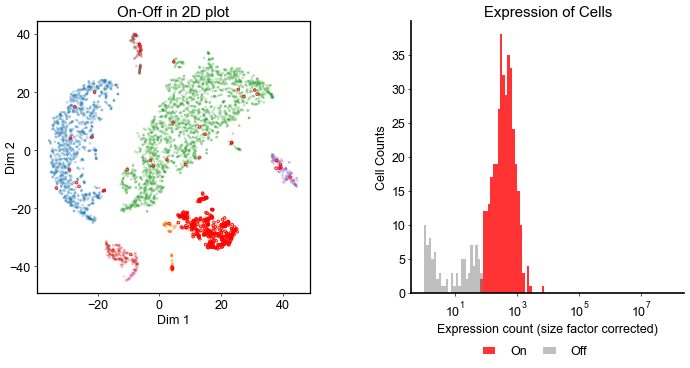 On-Off in 2D plot
40
20
0
−20
−40
Dim 2
−20
0
20
40
Dim 1
Expression of Cells
35
30
25
20
15
10
5
0
Cell Counts
10^1
10^3
10^5
10^7
Expression count (size factor corrected)
On
Off